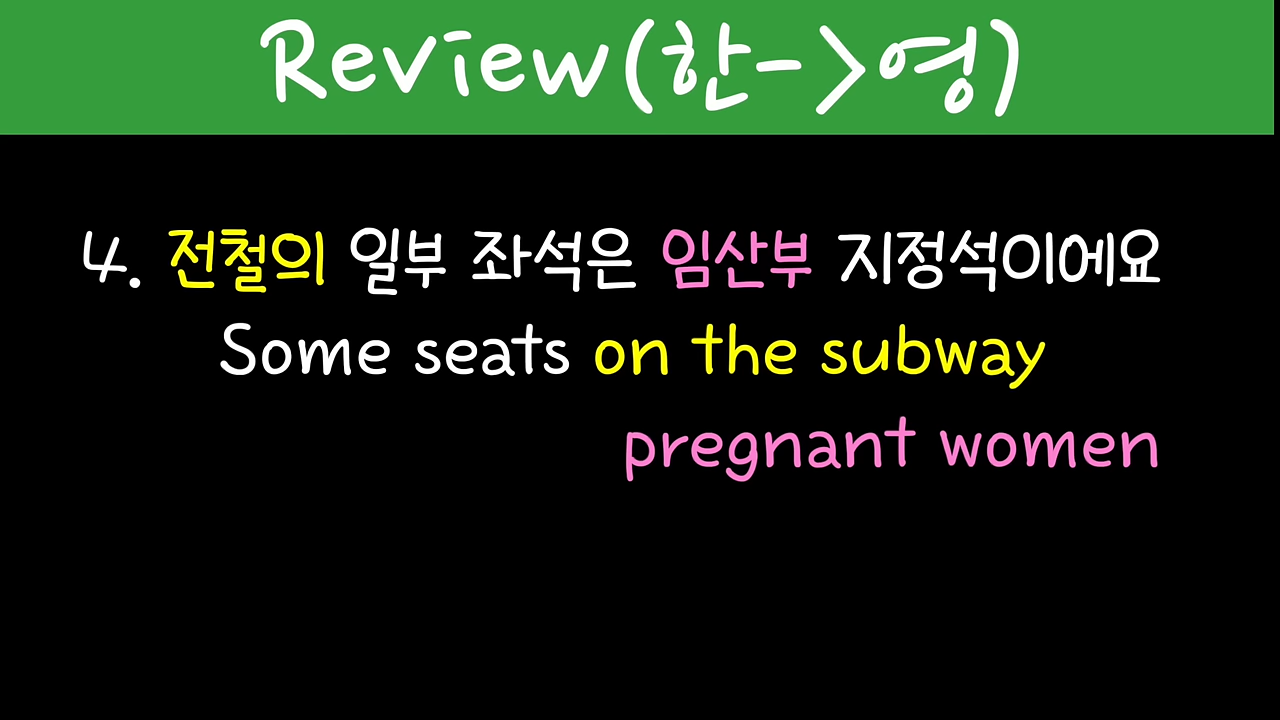 Review(한->영)
4. 전철의 일부 좌석은 임산부 지정석이에요
Some seats on the subway
pregnant women